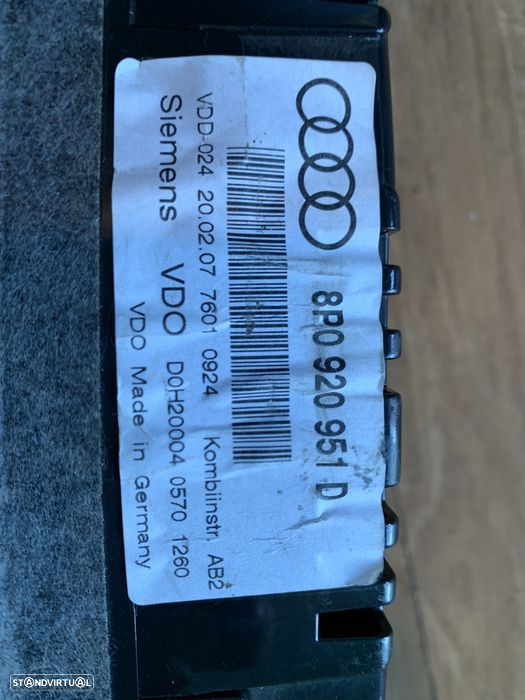 8P0 920 951 D
VDD-024 20.02.07 7601 0924 Kombiinstr. AB2
Siemens VDO D0H20004 0570 1260
VDO Made in Germany
STANDVIRTUAL